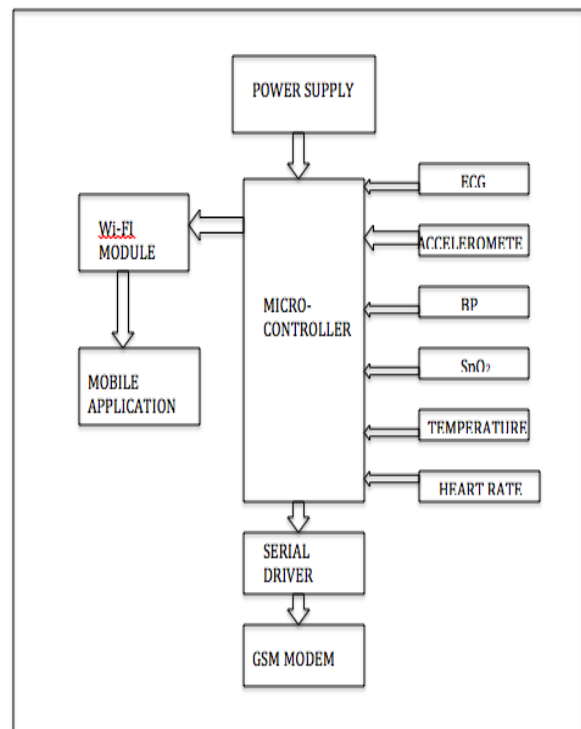 POWER SUPPLY
ECG
Wi-FI
MODULE
ACCELEROMETE
MICRO-
CONTROLLER
BP
SpO₂
MOBILE
APPLICATION
TEMPERATURE
HEART RATE
SERIAL
DRIVER
GSM MODEM